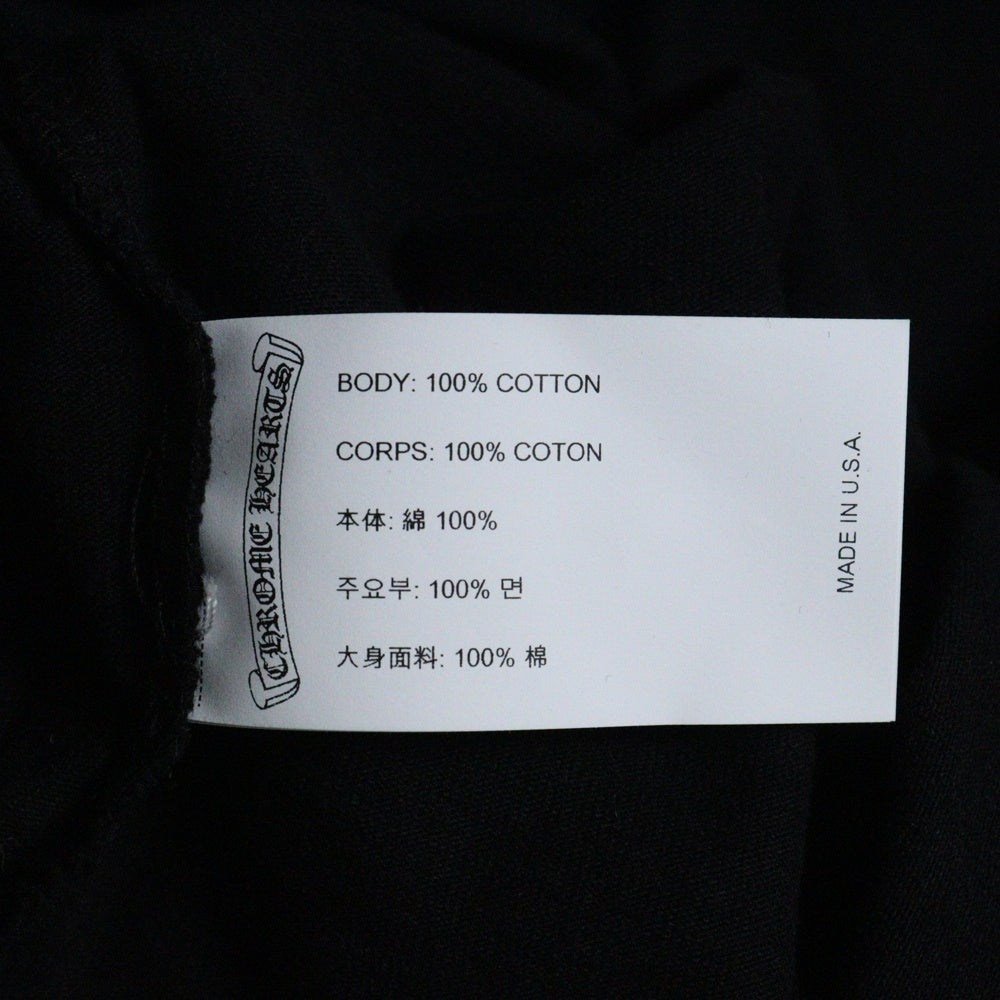 CHROME HEARTS
BODY: 100% COTTON
CORPS: 100% COTON
本体: 綿 100%
주요부: 100% 면
大身面料: 100% 棉
MADE IN U.S.A.